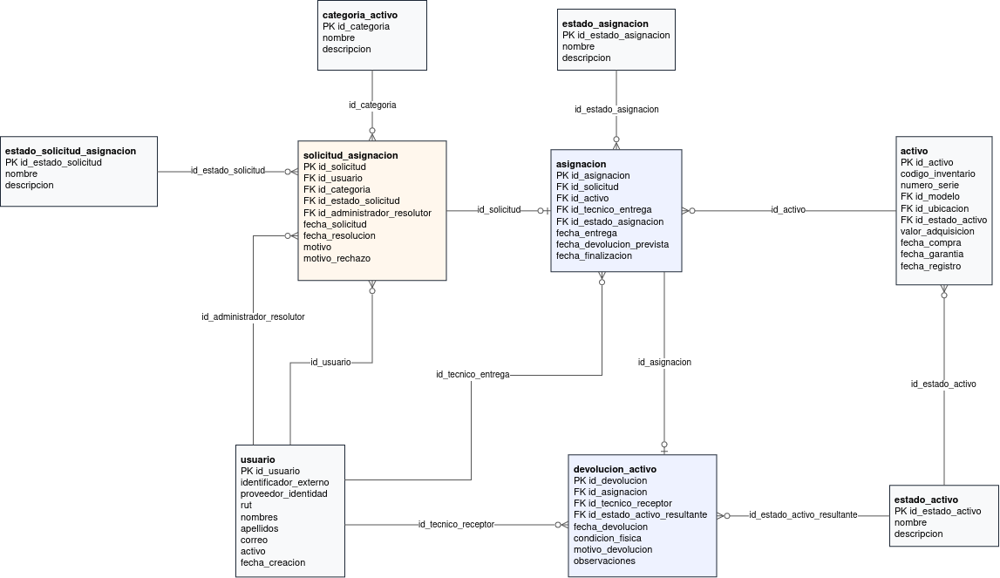 categoria_activo
PK id_categoria
nombre
descripcion
estado_asignacion
PK id_estado_asignacion
nombre
descripcion
id_categoria
id_estado_asignacion
estado_solicitud_asignacion
PK id_estado_solicitud
nombre
descripcion
id_estado_solicitud
solicitud_asignacion
PK id_solicitud
FK id_usuario
FK id_categoria
FK id_estado_solicitud
FK id_administrador_resolutor
fecha_solicitud
fecha_resolucion
motivo
motivo_rechazo
id_solicitud
asignacion
PK id_asignacion
FK id_solicitud
FK id_activo
FK id_tecnico_entrega
FK id_estado_asignacion
fecha_entrega
fecha_devolucion_prevista
fecha_finalizacion
id_activo
activo
PK id_activo
codigo_inventario
numero_serie
FK id_modelo
FK id_ubicacion
FK id_estado_activo
valor_adquisicion
fecha_compra
fecha_garantia
fecha_registro
id_administrador_resolutor
id_usuario
id_tecnico_entrega
id_asignacion
id_estado_activo
usuario
PK id_usuario
identificador_externo
proveedor_identidad
rut
nombres
apellidos
correo
activo
fecha_creacion
id_tecnico_receptor
devolucion_activo
PK id_devolucion
FK id_asignacion
FK id_tecnico_receptor
FK id_estado_activo_resultante
fecha_devolucion
condicion_fisica
motivo_devolucion
observaciones
id_estado_activo_resultante
estado_activo
PK id_estado_activo
nombre
descripcion